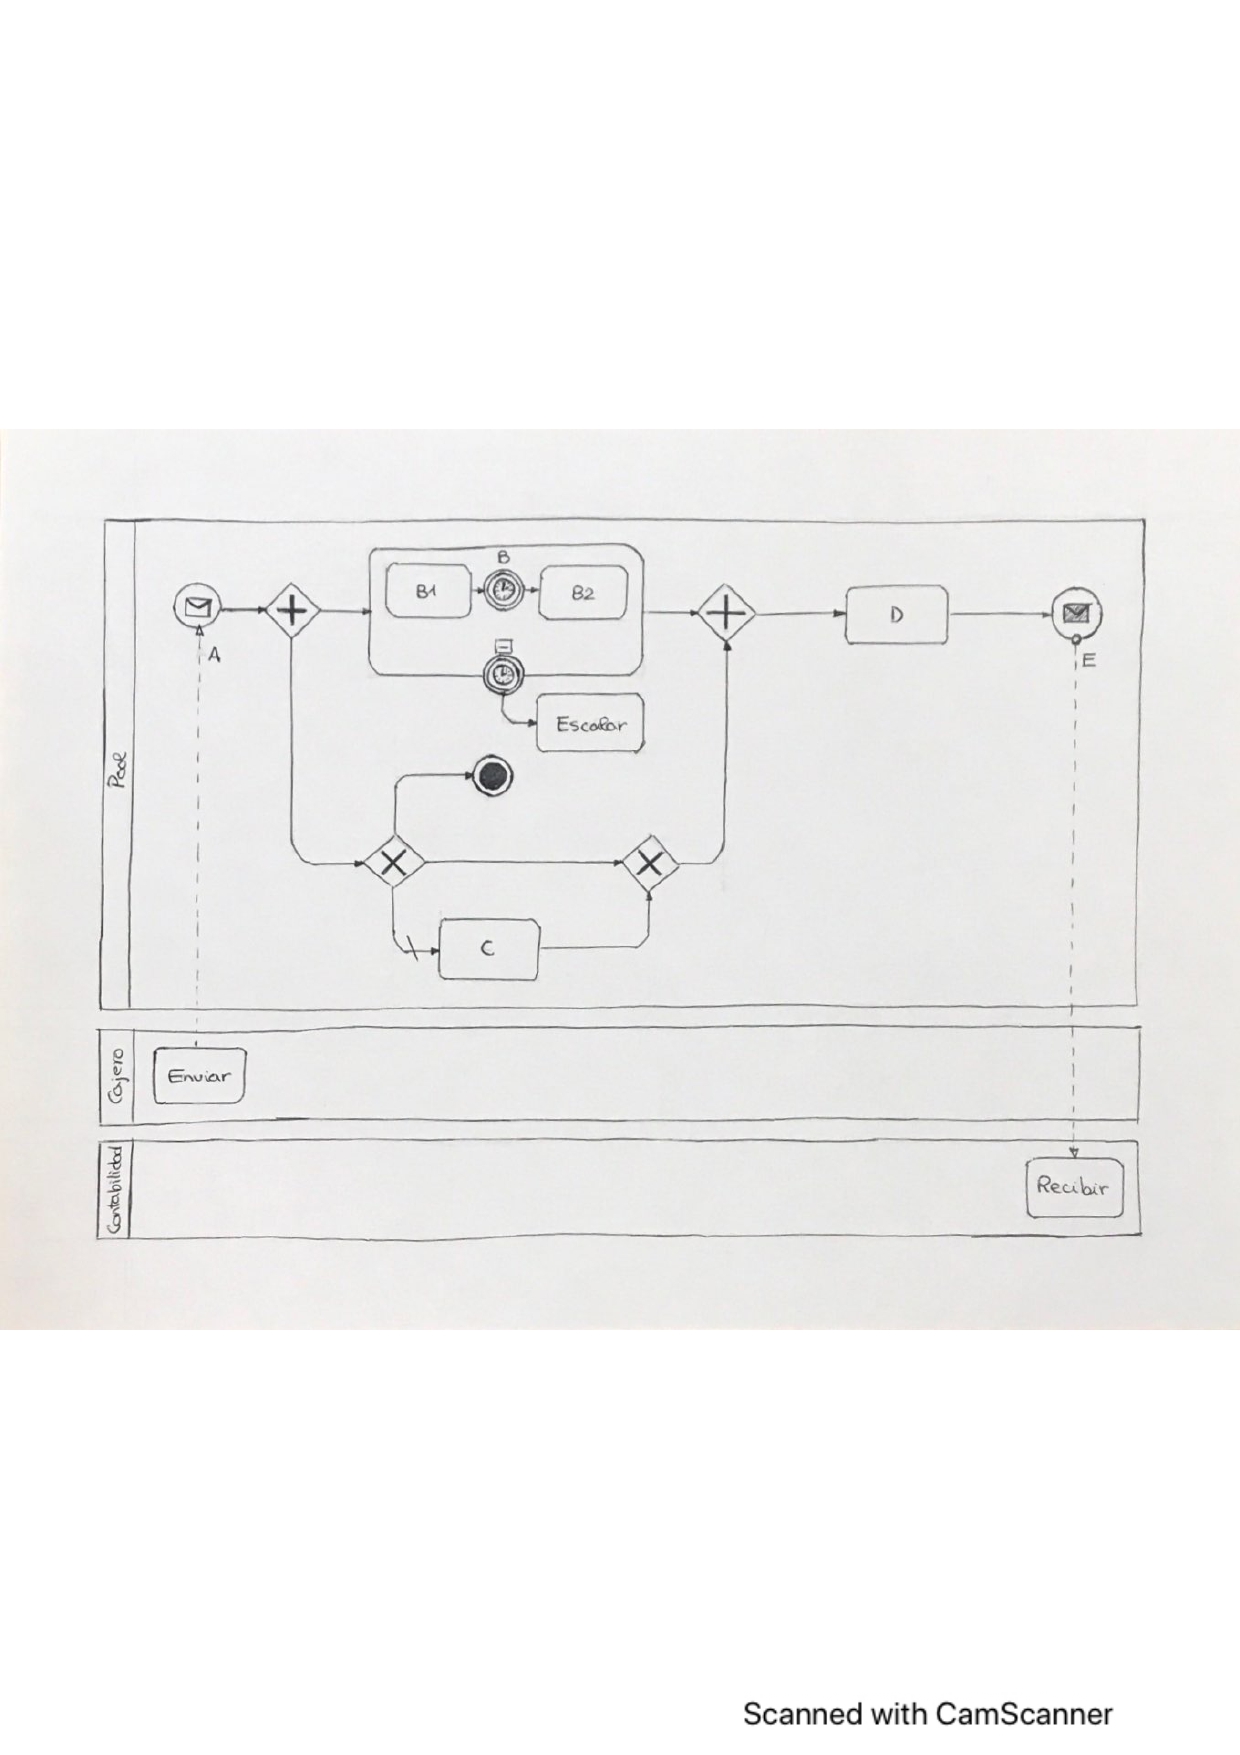 B
B1
B2
A
D
E
Escalar
Pool
C
Cajero
Enviar
Contabilidad
Recibir
Scanned with CamScanner